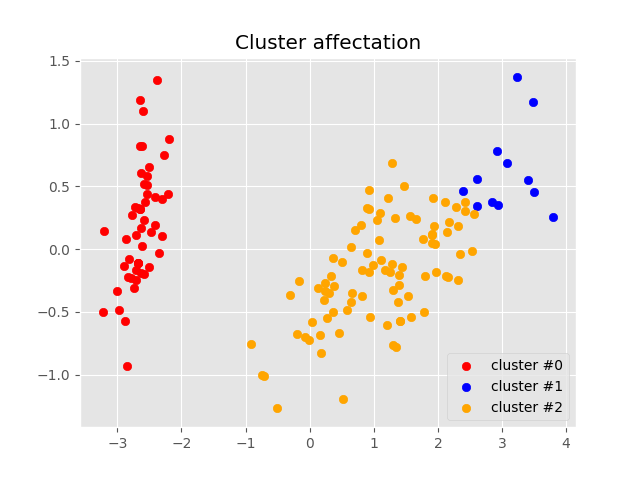 Cluster affectation
1.5
1.0
0.5
0.0
−0.5
−1.0
−3 −2 −1 0 1 2 3 4
cluster #0
cluster #1
cluster #2